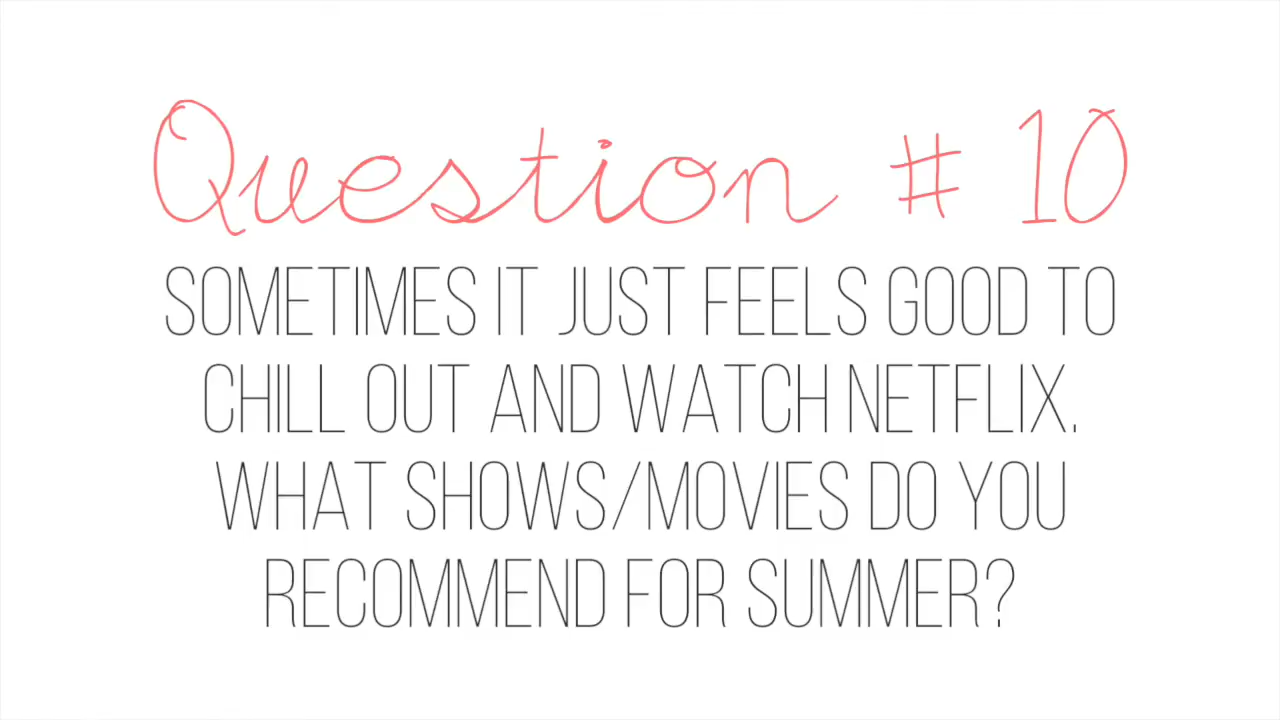 Question # 10
SOMETIMES IT JUST FEELS GOOD TO
CHILL OUT AND WATCH NETFLIX.
WHAT SHOWS/MOVIES DO YOU
RECOMMEND FOR SUMMER?